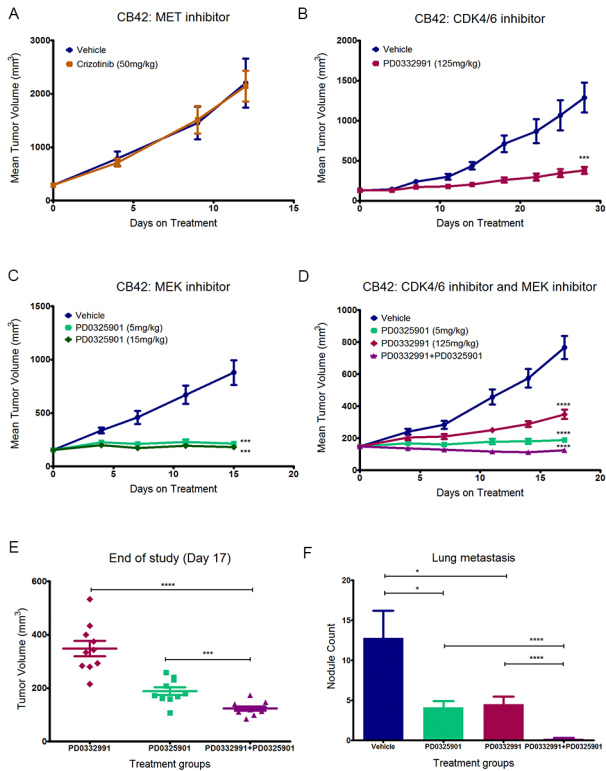 A
CB42: MET inhibitor
Mean Tumor Volume (mm3)
3000
2000
1000
0
0
5
10
15
Days on Treatment
Vehicle
Crizotinib (50mg/kg)
B
CB42: CDK4/6 inhibitor
Mean Tumor Volume (mm3)
2000
1500
1000
500
0
0
10
20
30
Days on Treatment
Vehicle
PD0332991 (125mg/kg)
***
C
CB42: MEK inhibitor
Mean Tumor Volume (mm3)
1500
1000
500
0
0
5
10
15
20
Days on Treatment
Vehicle
PD0325901 (5mg/kg)
PD0325901 (15mg/kg)
***
***
D
CB42: CDK4/6 inhibitor and MEK inhibitor
Mean Tumor Volume (mm3)
1000
800
600
400
200
0
0
5
10
15
20
Days on Treatment
Vehicle
PD0325901 (5mg/kg)
PD0332991 (125mg/kg)
PD0332991+PD0325901
****
****
****
E
End of study (Day 17)
Tumor Volume (mm3)
600
400
200
0
****
***
PD0332991
PD0325901
PD0332991+PD0325901
Treatment groups
F
Lung metastasis
Nodule Count
20
15
10
5
0
*
*
****
****
Vehicle
PD0325901
PD0332991
PD0332991+PD0325901
Treatment groups